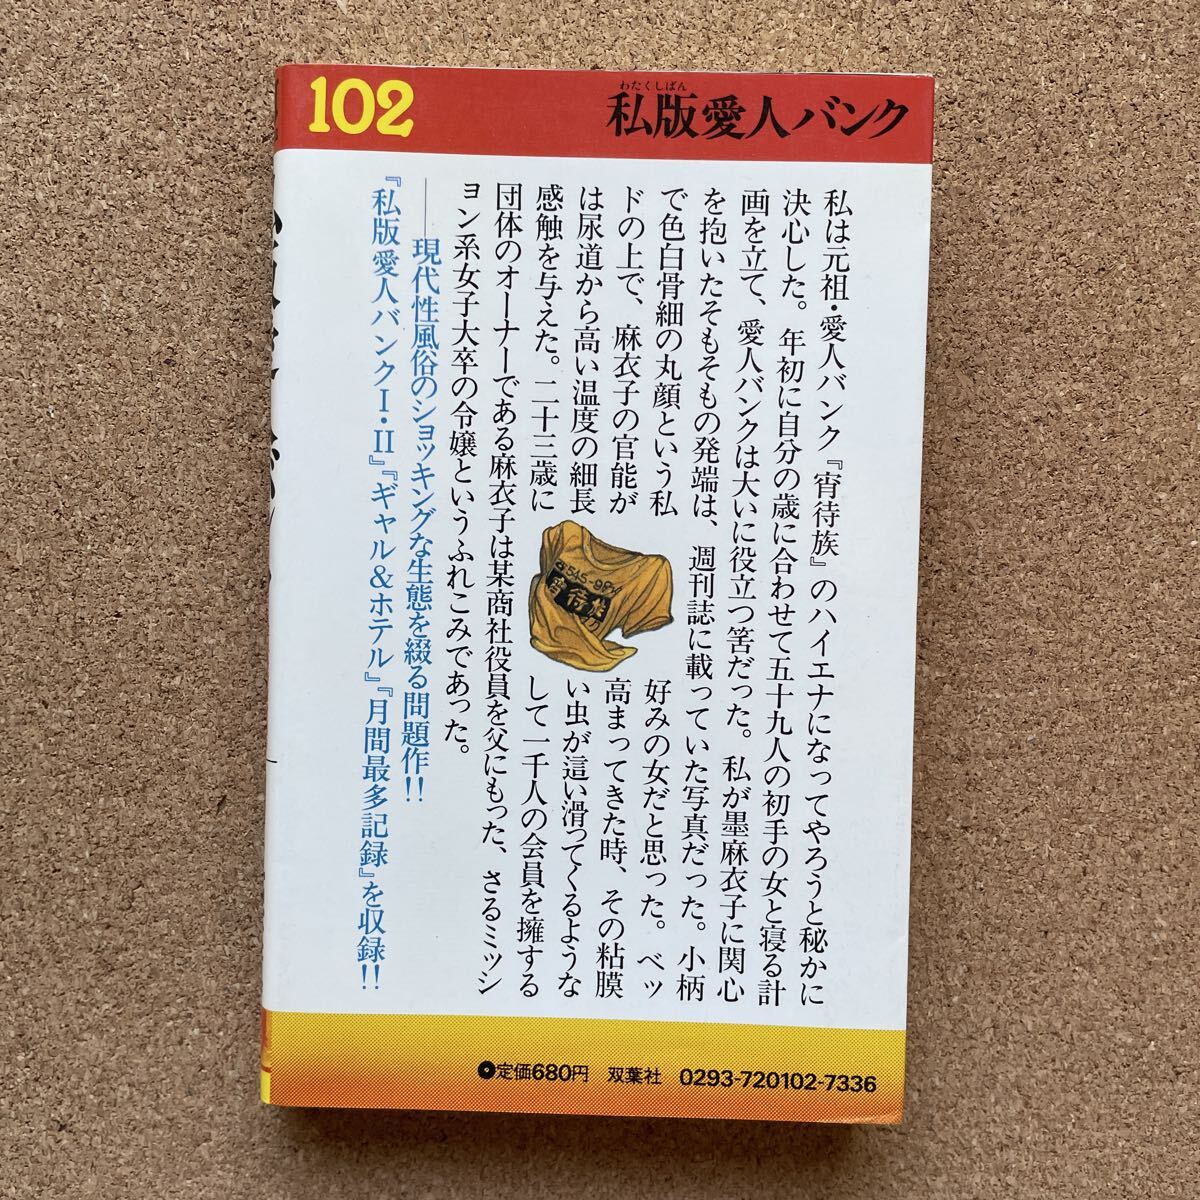 102
わたくしばん
私版愛人バンク
私は元祖・愛人バンク『宵待族』のハイエナになってやろうと秘かに
決心した。年初に自分の歳に合わせて五十九人の初手の女と寝る計
画を立て、愛人バンクは大いに役立つ筈だった。私が墨麻衣子に関心
を抱いたそもそもの発端は、週刊誌に載っていた写真だった。小柄
で色白骨細の丸顔という私好みの女だと思った。ベッ
ドの上で、麻衣子の官能が高まってきた時、その粘膜
は尿道から高い温度の細長い虫が這い滑ってくるような
感触を与えた。二十三歳にして一千人の会員を擁する
団体のオーナーである麻衣子は某商社役員を父にもった、さるミッシ
ョン系女子大卒の令嬢というふれこみであった。
――現代性風俗のショッキングな生態を綴る問題作!!
『私版愛人バンクⅠ・Ⅱ』『ギャル＆ホテル』『月間最多記録』を収録!!
宵待族
定価680円 双葉社 0293-720102-7336